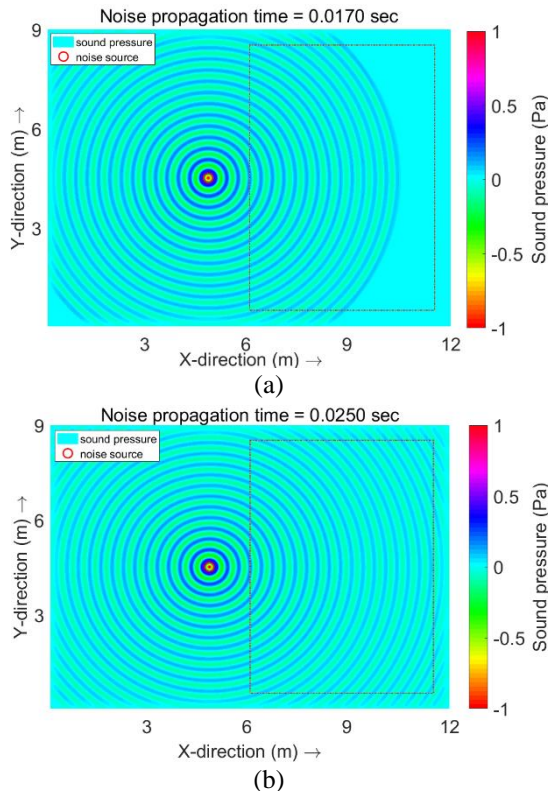 Noise propagation time = 0.0170 sec
sound pressure
noise source
9
6
3
Y-direction (m) →
3
6
9
12
X-direction (m) →
1
0.5
0
-0.5
-1
Sound pressure (Pa)
(a)
Noise propagation time = 0.0250 sec
sound pressure
noise source
9
6
3
Y-direction (m) →
3
6
9
12
X-direction (m) →
1
0.5
0
-0.5
-1
Sound pressure (Pa)
(b)